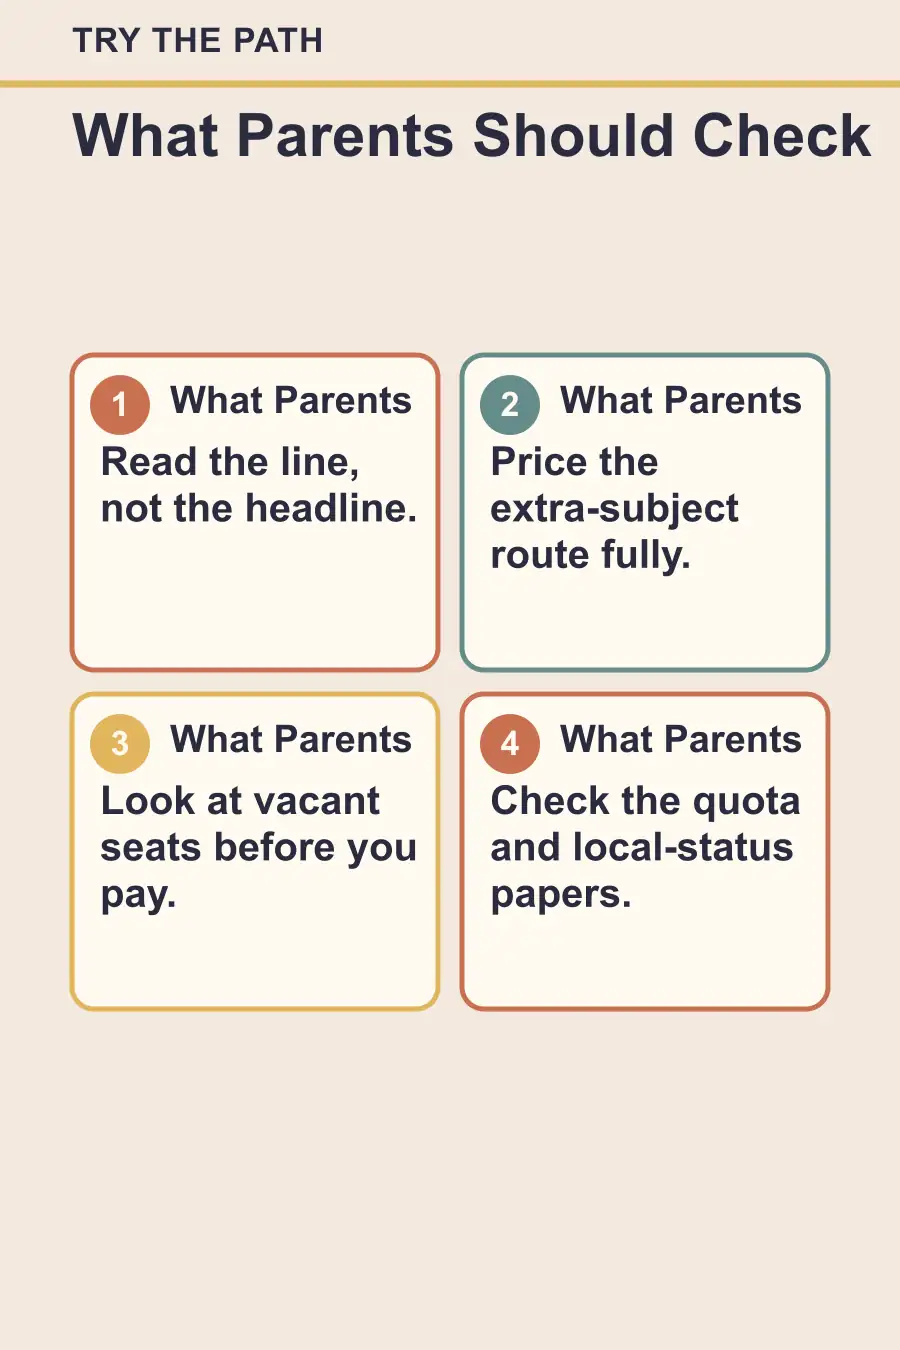 TRY THE PATH
What Parents Should Check
1 What Parents
Read the line,
not the headline.
2 What Parents
Price the
extra-subject
route fully.
3 What Parents
Look at vacant
seats before you
pay.
4 What Parents
Check the quota
and local-status
papers.